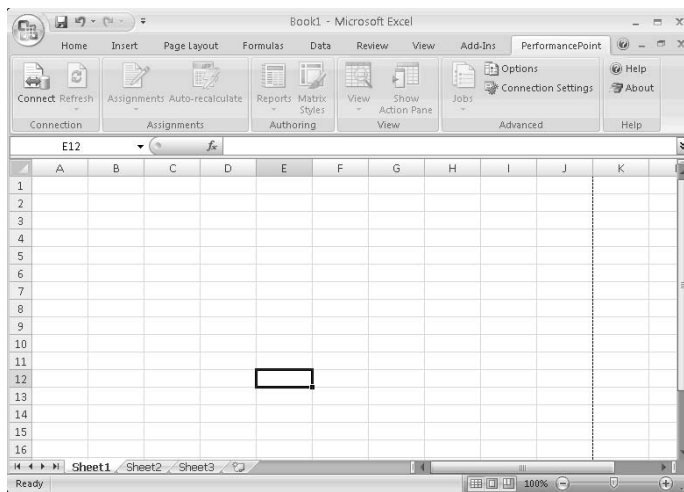 Book1 - Microsoft Excel
Home Insert Page Layout Formulas Data Review View Add-Ins PerformancePoint
Connect Refresh Assignments Auto-recalculate Reports Matrix Styles View Show Action Pane Jobs Options Help
Connection Settings About
Connection Assignments Authoring View Advanced Help
E12 fx
A B C D E F G H I J K
1
2
3
4
5
6
7
8
9
10
11
12
13
14
15
16
Sheet1 Sheet2 Sheet3
Ready 100%